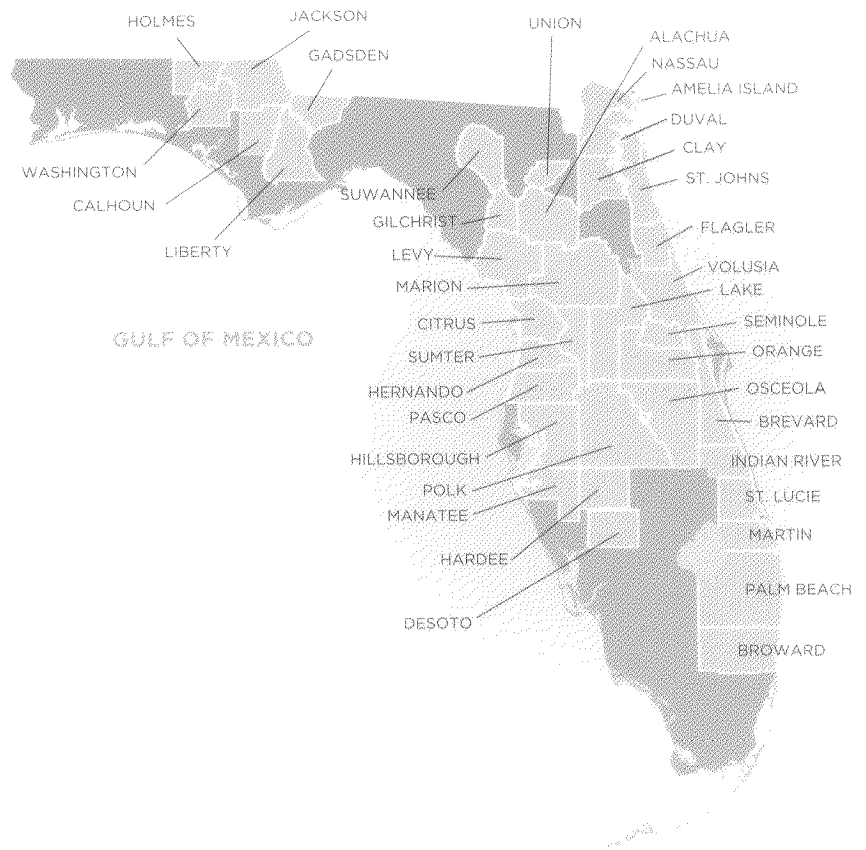 HOLMES
JACKSON
GADSDEN
UNION
ALACHUA
NASSAU
AMELIA ISLAND
DUVAL
CLAY
ST. JOHNS
WASHINGTON
CALHOUN
LIBERTY
SUWANNEE
GILCHRIST
LEVY
MARION
FLAGLER
VOLUSIA
LAKE
GULF OF MEXICO
CITRUS
SUMTER
HERNANDO
PASCO
SEMINOLE
ORANGE
OSCEOLA
BREVARD
HILLSBOROUGH
POLK
MANATEE
HARDEE
DESOTO
INDIAN RIVER
ST. LUCIE
MARTIN
PALM BEACH
BROWARD